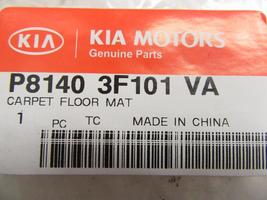 KIA KIA MOTORS
Genuine Parts
P8140 3F101 VA
CARPET FLOOR MAT
1 PC TC MADE IN CHINA